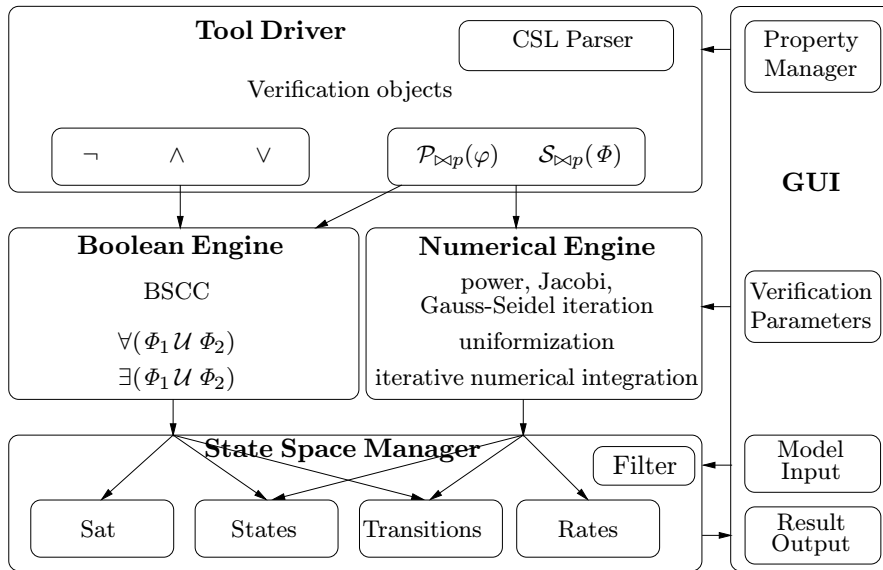 Tool Driver
CSL Parser
Verification objects
¬ ∧ ∨
𝒫⋈p(φ) 𝒮⋈p(Φ)
Property
Manager
GUI
Boolean Engine
BSCC
∀(Φ1 𝒰 Φ2)
∃(Φ1 𝒰 Φ2)
Numerical Engine
power, Jacobi,
Gauss-Seidel iteration
uniformization
iterative numerical integration
Verification
Parameters
State Space Manager
Filter
Sat
States
Transitions
Rates
Model
Input
Result
Output